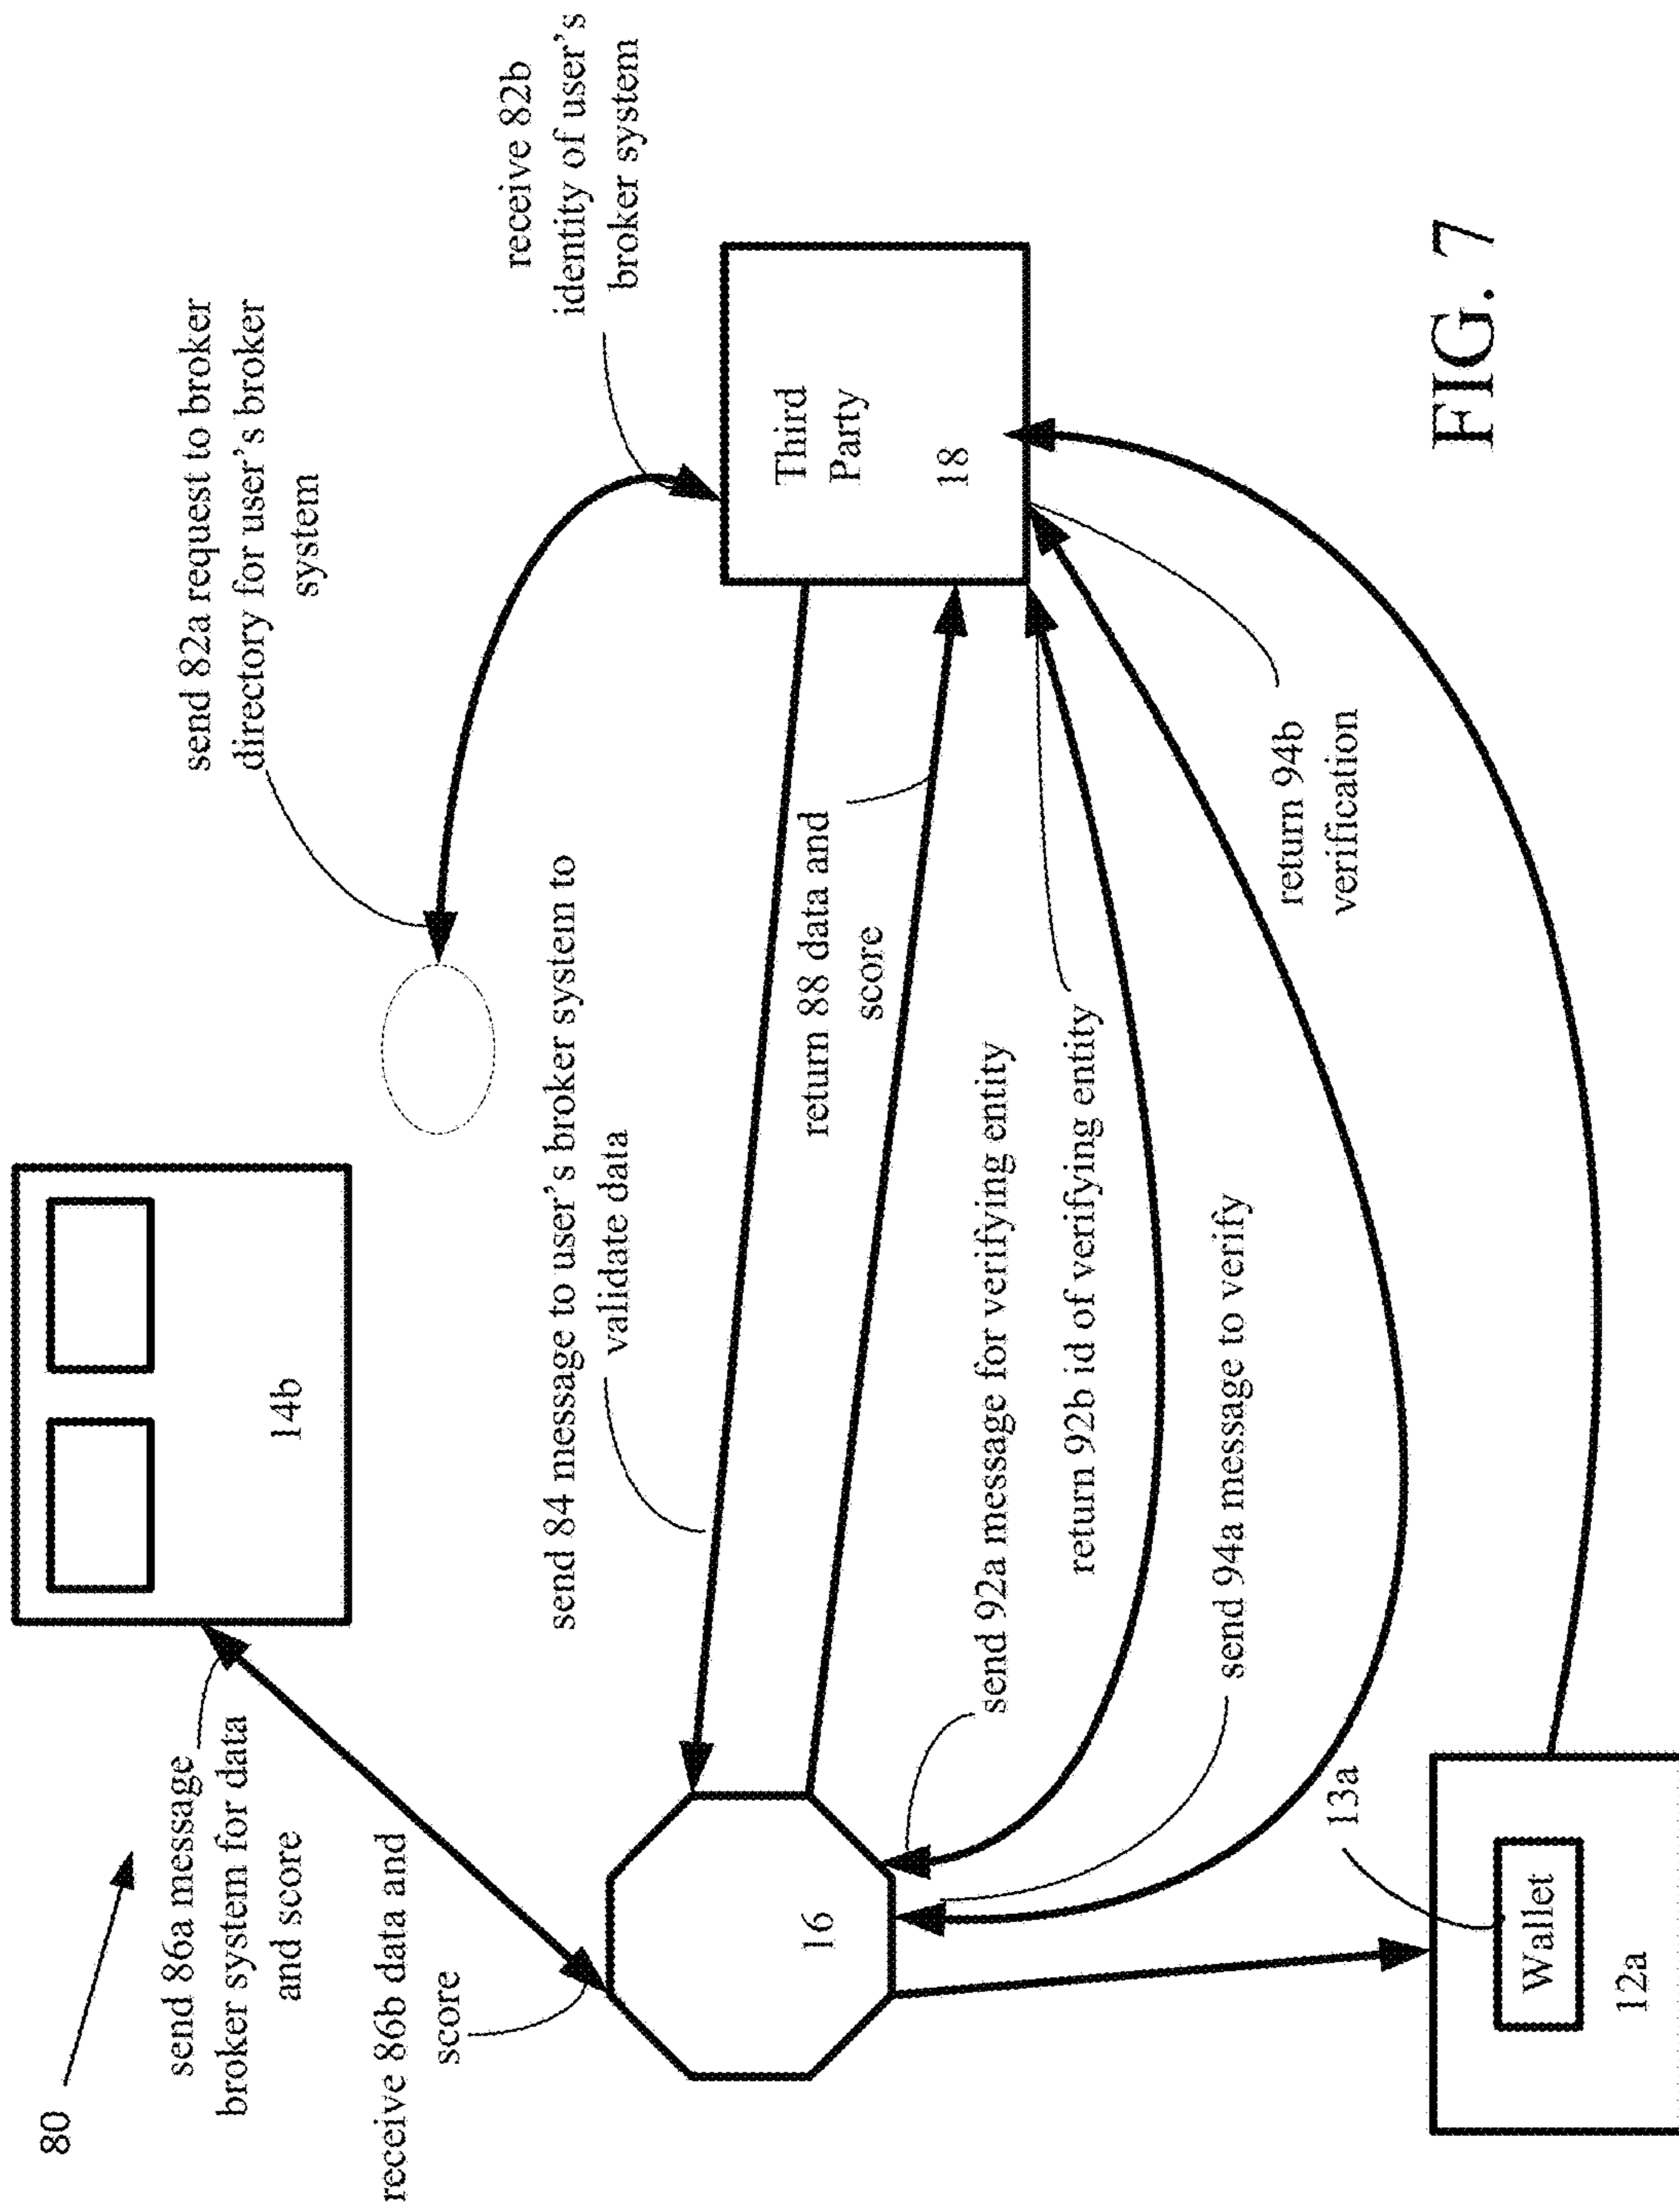 80
send 86a message
broker system for data
and score
receive 86b data and
score
14b
send 82a request to broker
directory for user's broker
system
receive 82b
identity of user's
broker system
send 84 message to user's broker system to
validate data
return 88 data and
score
Third
Party
18
16
send 92a message for verifying entity
return 92b id of verifying entity
send 94a message to verify
return 94b
verification
13a
Wallet
12a
FIG. 7